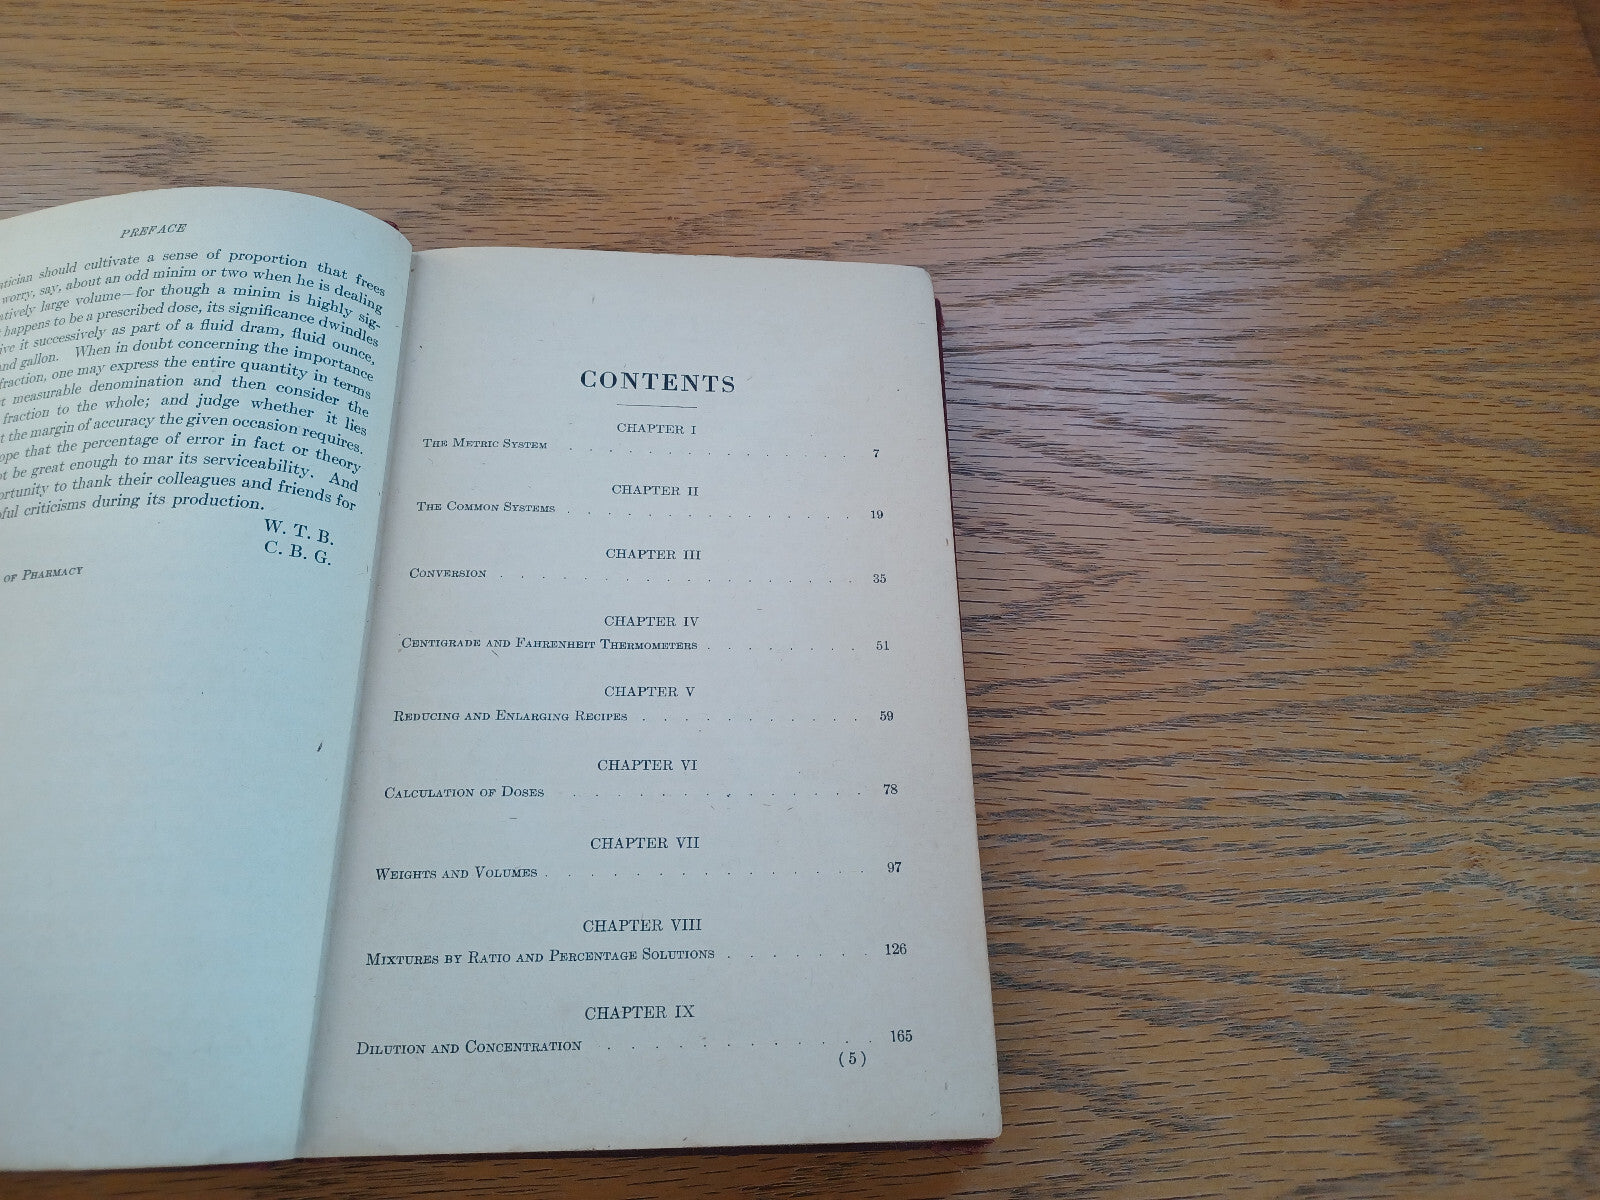 PREFACE
should cultivate a sense of proportion that frees
worry, say, about an odd minim or two when he is dealing
large volume—for though a minim is highly sig-
happens to be a prescribed dose, its significance dwindles
it successively as part of a fluid dram, fluid ounce,
and gallon. When in doubt concerning the importance
fraction, one may express the entire quantity in terms
measurable denomination and then consider the
fraction to the whole; and judge whether it lies
the margin of accuracy the given occasion requires.
that the percentage of error in fact or theory
be great enough to mar its serviceability. And
to thank their colleagues and friends for
criticisms during its production.
W. T. B.
C. B. G.
OF PHARMACY
CONTENTS
CHAPTER I
THE METRIC SYSTEM . . . . . . . . . . . . . 7
CHAPTER II
THE COMMON SYSTEMS . . . . . . . . . . . . . 19
CHAPTER III
CONVERSION . . . . . . . . . . . . . 35
CHAPTER IV
CENTIGRADE AND FAHRENHEIT THERMOMETERS . . . . . . . 51
CHAPTER V
REDUCING AND ENLARGING RECIPES . . . . . . . . . . 59
CHAPTER VI
CALCULATION OF DOSES . . . . . . . . . . . . 78
CHAPTER VII
WEIGHTS AND VOLUMES . . . . . . . . . . . . 97
CHAPTER VIII
MIXTURES BY RATIO AND PERCENTAGE SOLUTIONS . . . . . . 126
CHAPTER IX
DILUTION AND CONCENTRATION . . . . . . . . . . . 165
(5)